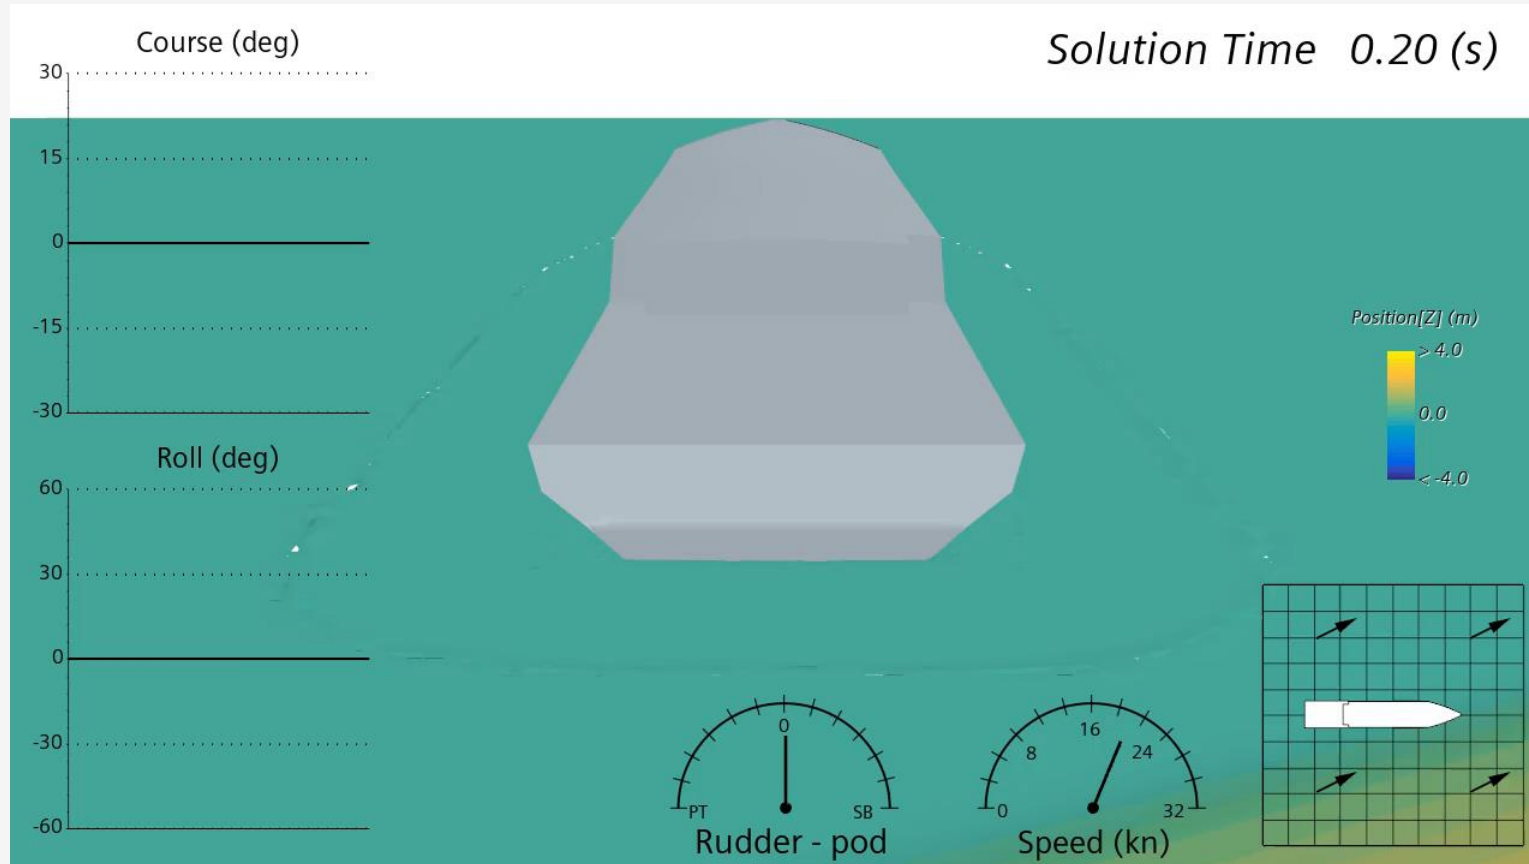 Course (deg)
Solution Time 0.20 (s)
30
15
0
-15
-30
Position[Z] (m)
> 4.0
0.0
< -4.0
Roll (deg)
60
30
0
-30
-60
0
PT SB
Rudder - pod
16
8 24
0 32
Speed (kn)